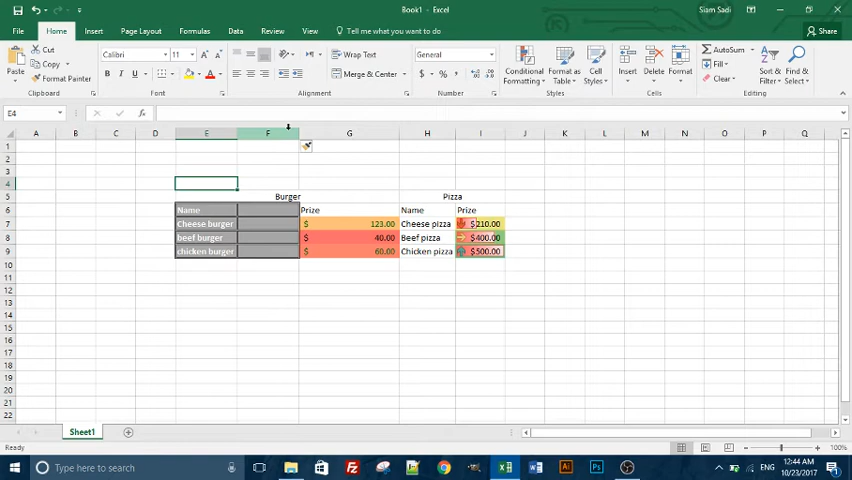 Book1 - Excel
Siam Sadi
File Home Insert Page Layout Formulas Data Review View Tell me what you want to do
Share
Paste
Cut
Copy
Format Painter
Clipboard
Calibri 11
B I U
Font
Wrap Text
Merge & Center
Alignment
General
$ % ,
Number
Conditional Formatting
Format as Table
Cell Styles
Styles
Insert
Delete
Format
Cells
AutoSum
Fill
Clear
Sort & Filter
Find & Select
Editing
E4 fx
A B C D E F G H I J K L M N O P Q
1
2
3
4
5 Burger Pizza
6 Name Prize Name Prize
7 Cheese burger $ 123.00 Cheese pizza $210.00
8 beef burger $ 40.00 Beef pizza $400.00
9 chicken burger $ 60.00 Chicken pizza $500.00
10
11
12
13
14
15
16
17
18
19
20
21
22
Sheet1
Ready
100%
Type here to search
ENG
12:44 AM
10/23/2017